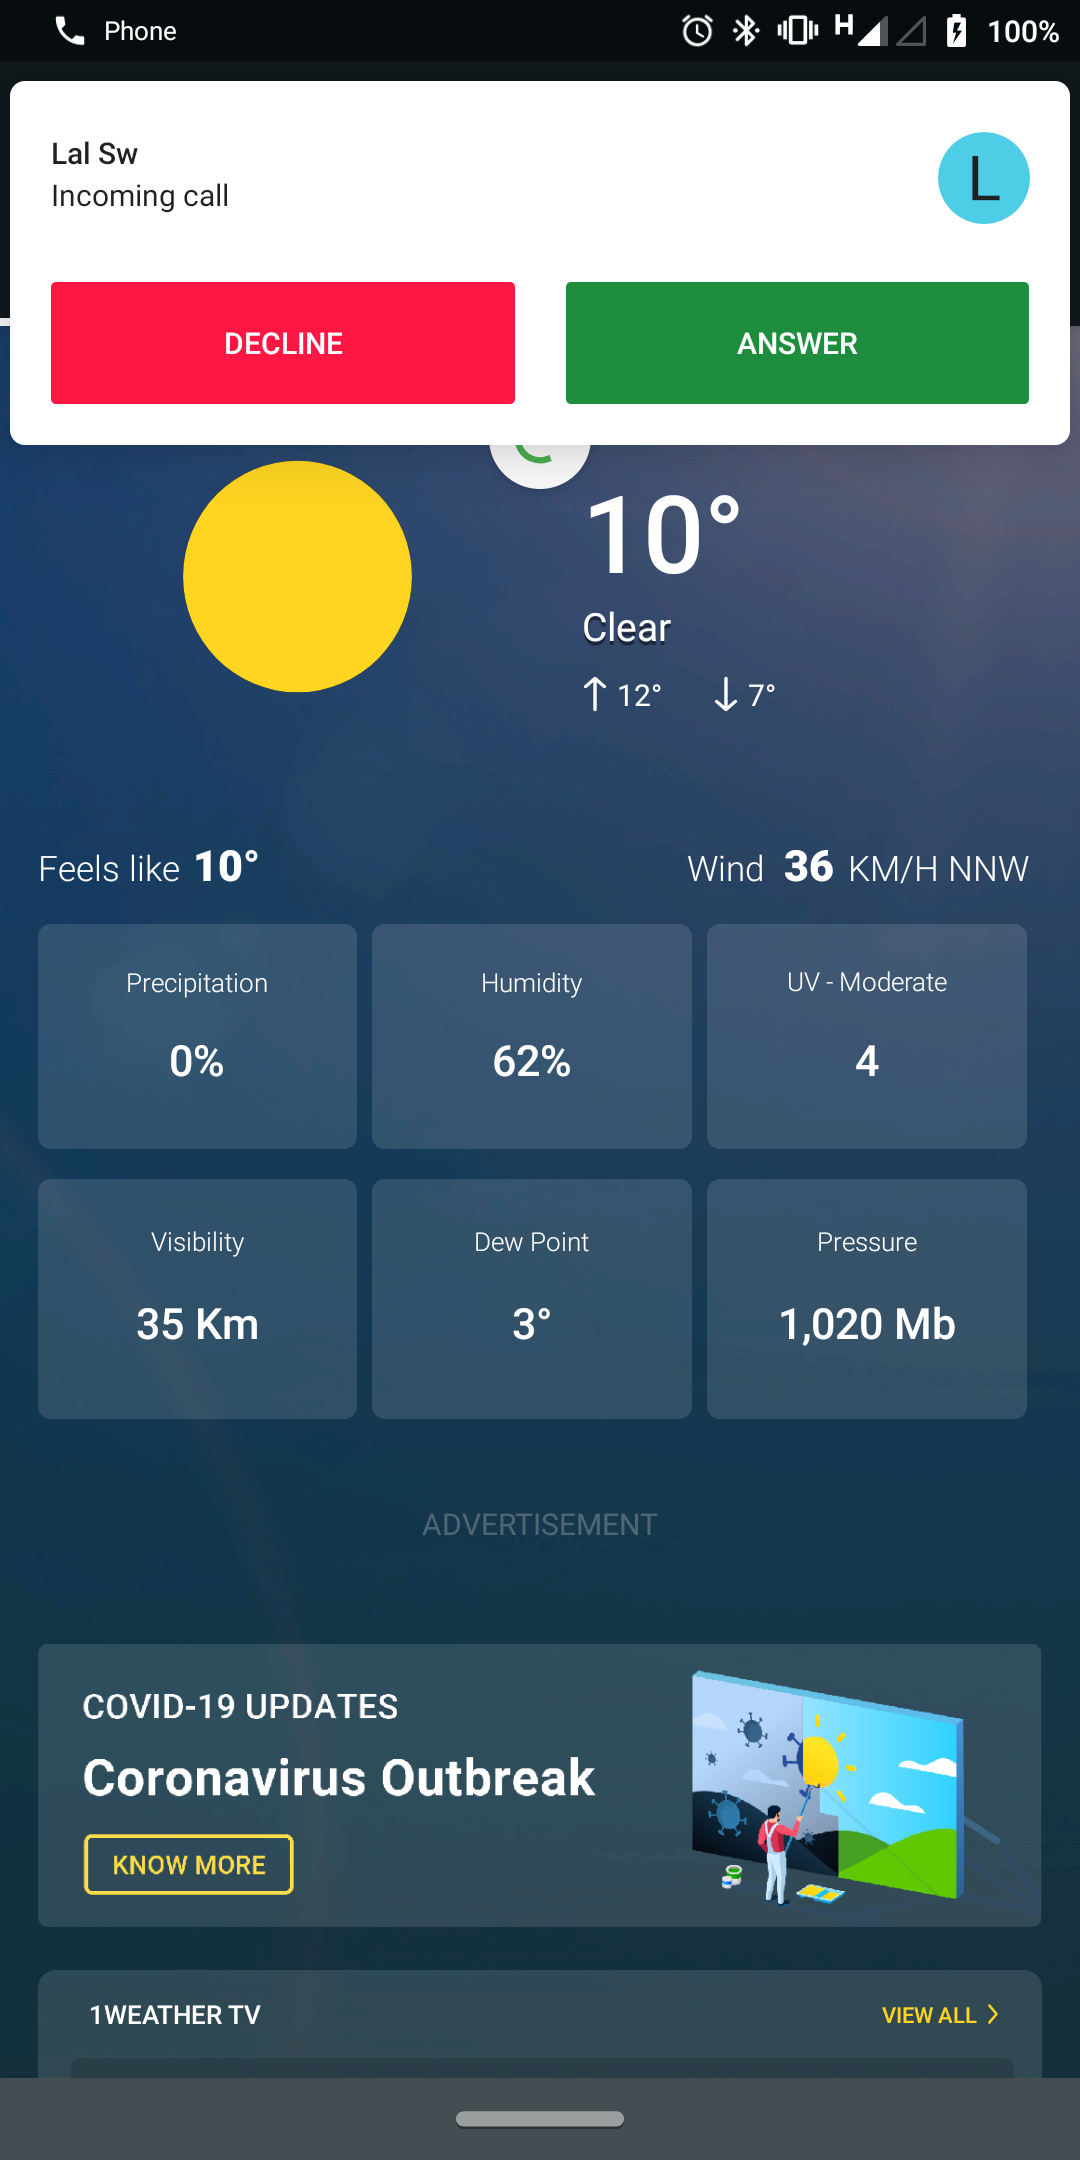 Phone
H
100%
Lal Sw
Incoming call
L
DECLINE
ANSWER
10°
Clear
↑ 12° ↓ 7°
Feels like 10°
Wind 36 KM/H NNW
Precipitation
0%
Humidity
62%
UV - Moderate
4
Visibility
35 Km
Dew Point
3°
Pressure
1,020 Mb
ADVERTISEMENT
COVID-19 UPDATES
Coronavirus Outbreak
KNOW MORE
1WEATHER TV
VIEW ALL >